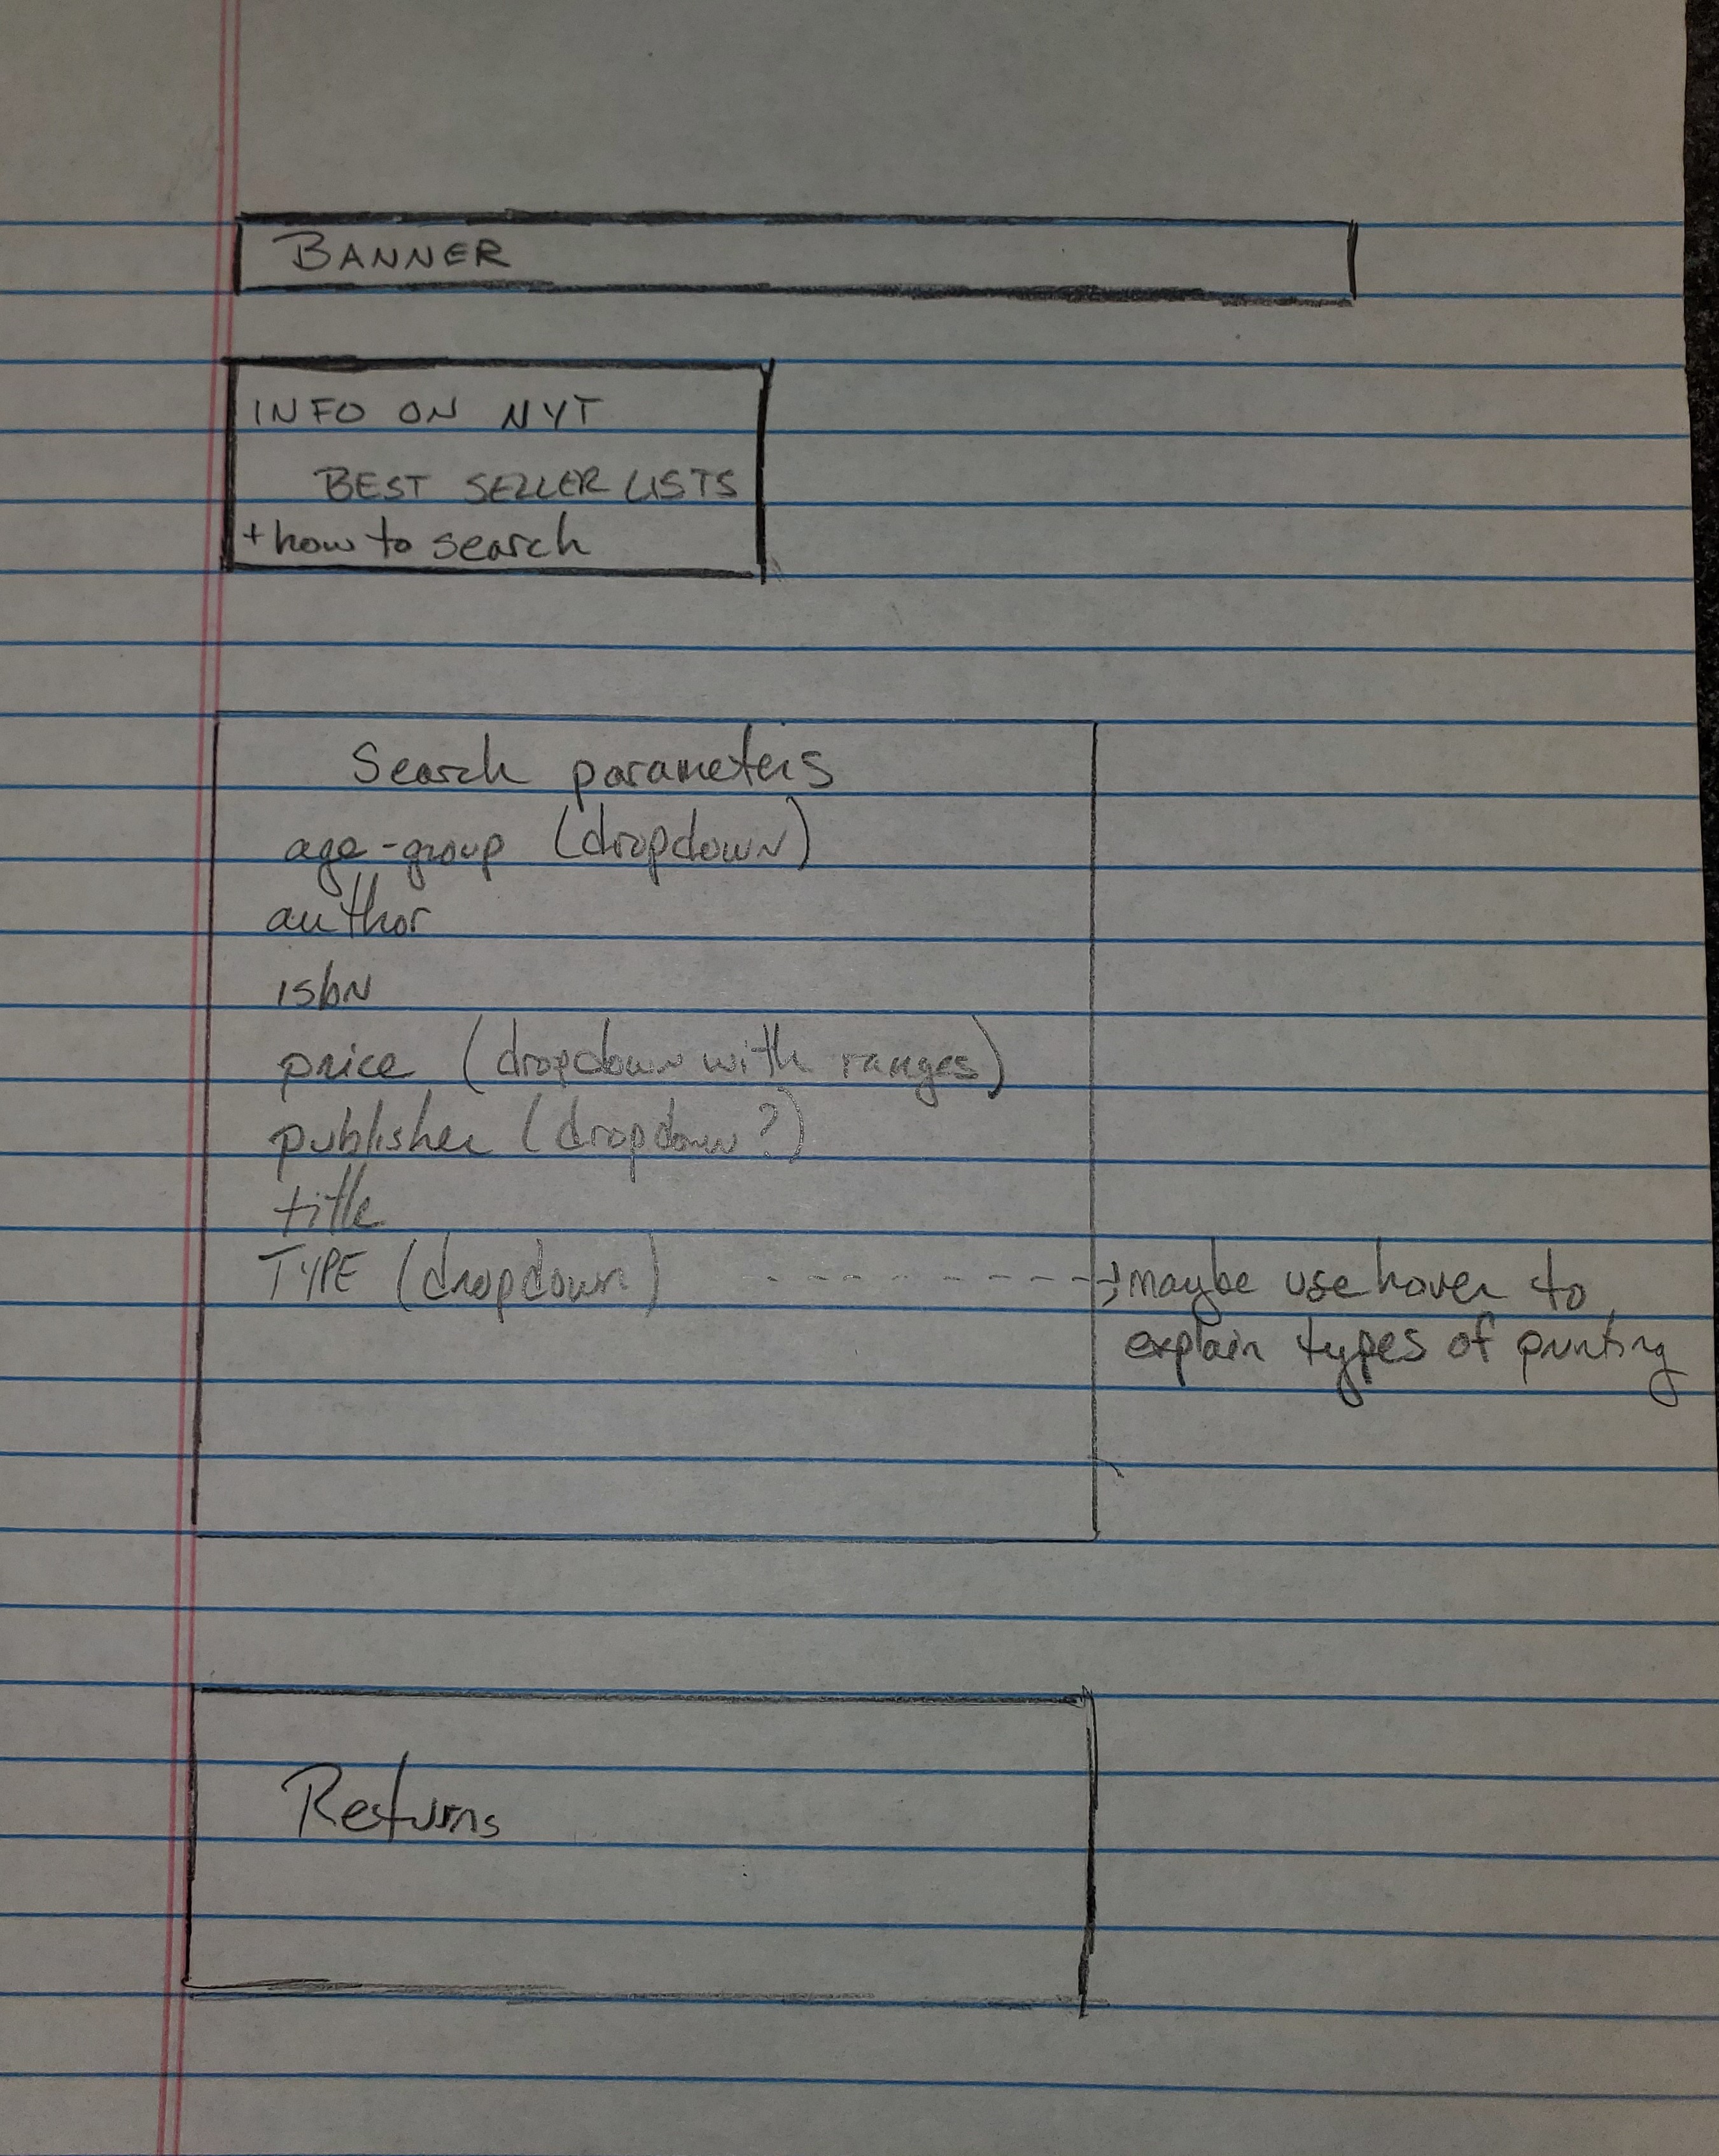 BANNER
INFO ON NYT
BEST SELLER LISTS
+ how to search
Search parameters
age-group (dropdown)
author
isbn
price (dropdown with ranges)
publisher (dropdown?)
title
TYPE (dropdown) - - - - - - - - maybe use hover to
explain types of printing
Returns